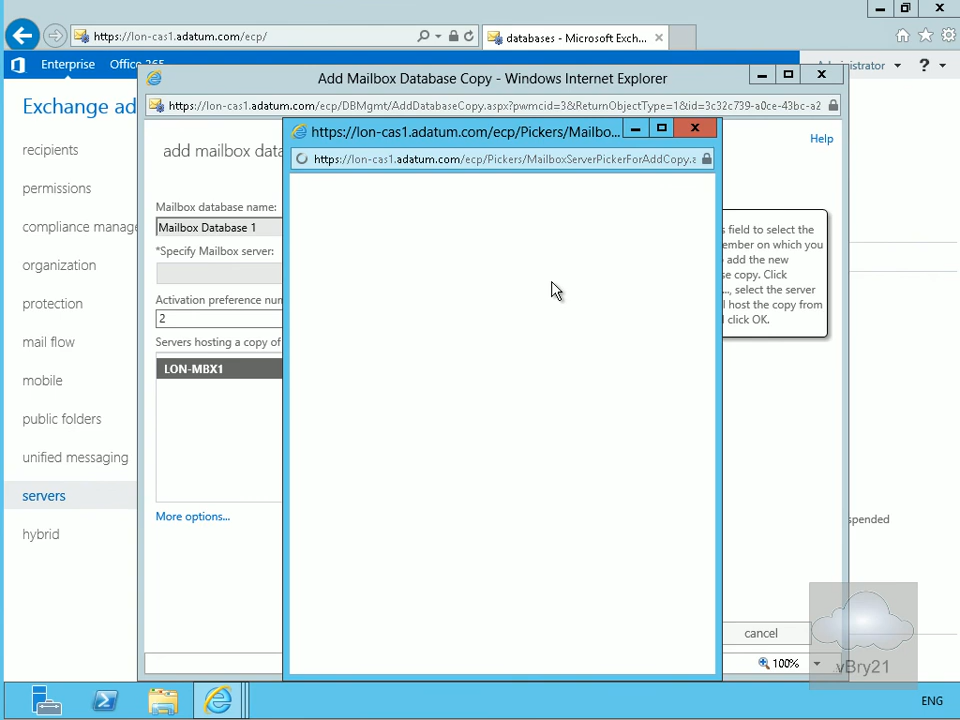 https://lon-cas1.adatum.com/ecp/
databases - Microsoft Exch...
Enterprise
Office 365
Administrator
?
Add Mailbox Database Copy - Windows Internet Explorer
https://lon-cas1.adatum.com/ecp/DBMgmt/AddDatabaseCopy.aspx?pwmcid=3&ReturnObjectType=1&id=3c32c739-a0ce-43bc-a2
https://lon-cas1.adatum.com/ecp/Pickers/Mailbo...
https://lon-cas1.adatum.com/ecp/Pickers/MailboxServerPickerForAddCopy.a
Exchange ad
recipients
permissions
compliance manage
organization
protection
mail flow
mobile
public folders
unified messaging
servers
hybrid
Help
add mailbox data
Mailbox database name:
Mailbox Database 1
*Specify Mailbox server:
Activation preference num
2
Servers hosting a copy of
LON-MBX1
More options...
s field to select the
ember on which you
o add the new
se copy. Click
..., select the server
l host the copy from
d click OK.
spended
cancel
100%
vBry21
ENG